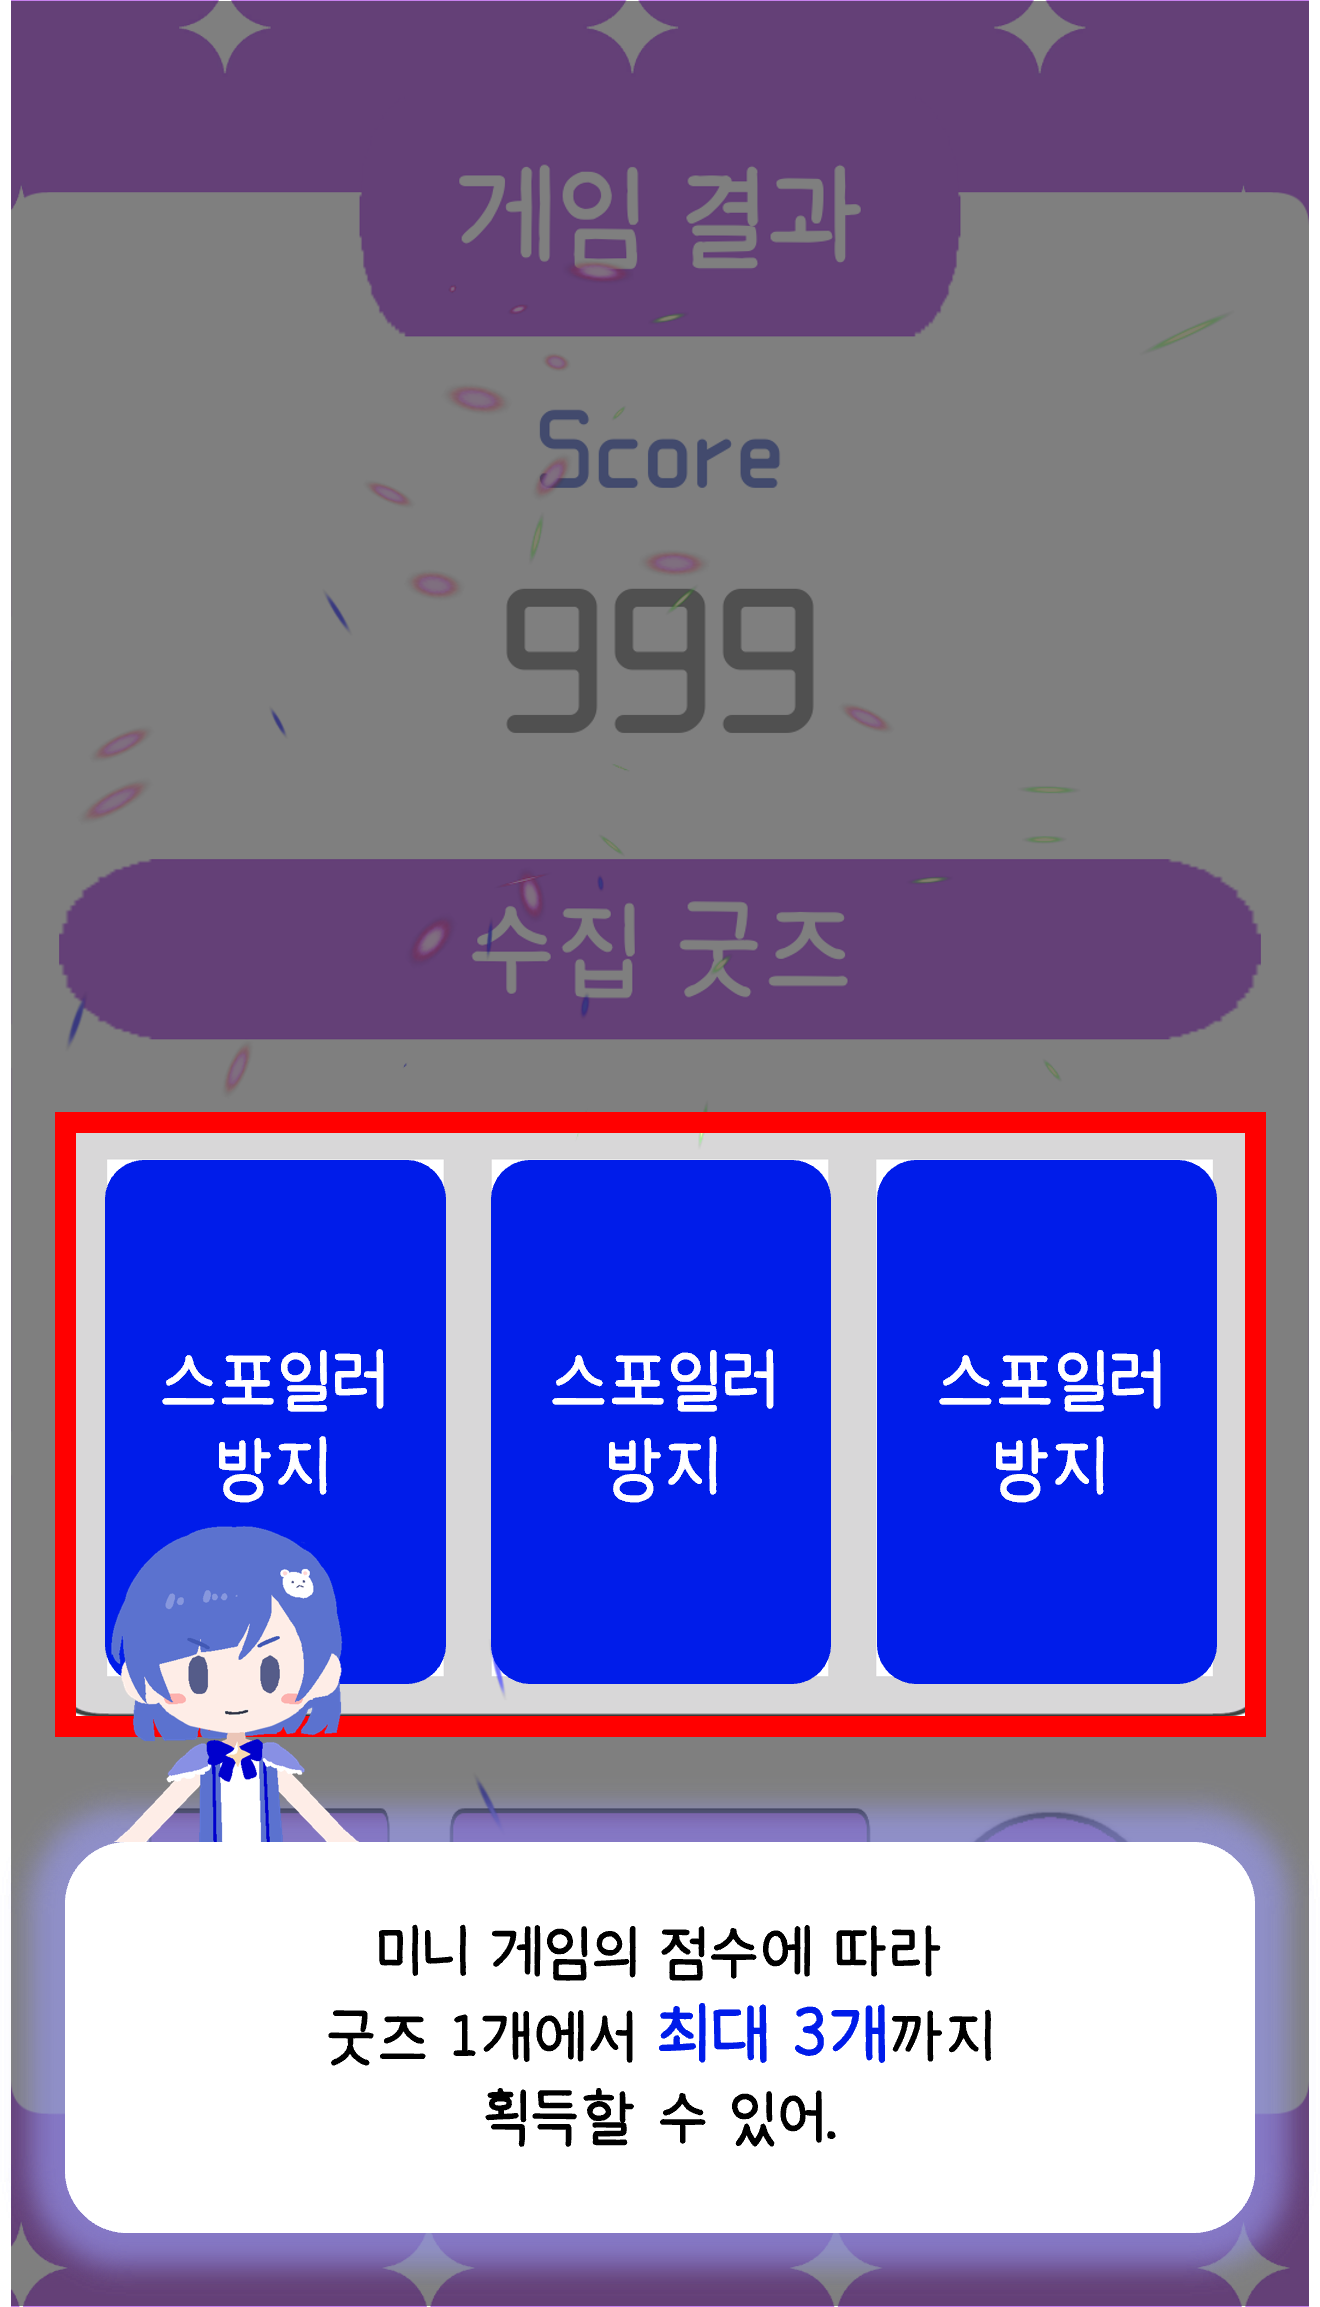 게임 결과
Score
999
수집 굿즈
스포일러
방지
스포일러
방지
스포일러
방지
미니 게임의 점수에 따라
굿즈 1개에서 최대 3개까지
획득할 수 있어.